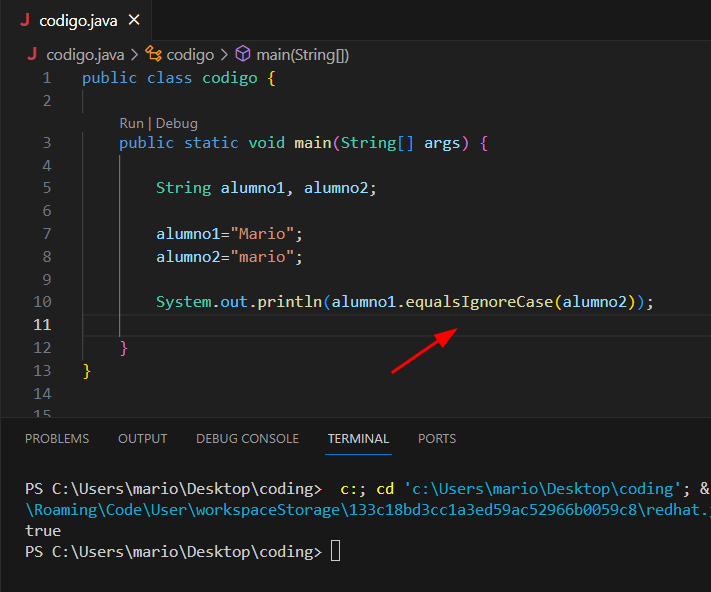 J codigo.java ×
J codigo.java > codigo > main(String[])
1 public class codigo {
2
Run | Debug
3 public static void main(String[] args) {
4
5 String alumno1, alumno2;
6
7 alumno1="Mario";
8 alumno2="mario";
9
10 System.out.println(alumno1.equalsIgnoreCase(alumno2));
11
12 }
13 }
14
15
PROBLEMS OUTPUT DEBUG CONSOLE TERMINAL PORTS
PS C:\Users\mario\Desktop\coding> c:; cd 'c:\Users\mario\Desktop\coding'; &
\Roaming\Code\User\workspaceStorage\133c18bd3cc1a3ed59ac52966b0059c8\redhat.
true
PS C:\Users\mario\Desktop\coding>